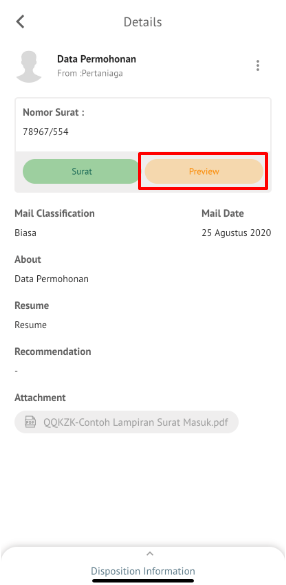 Details
Data Permohonan
From :Pertaniaga
Nomor Surat :
78967/554
Surat
Preview
Mail Classification
Mail Date
Biasa
25 Agustus 2020
About
Data Permohonan
Resume
Resume
Recommendation
-
Attachment
QQKZK-Contoh Lampiran Surat Masuk.pdf
Disposition Information